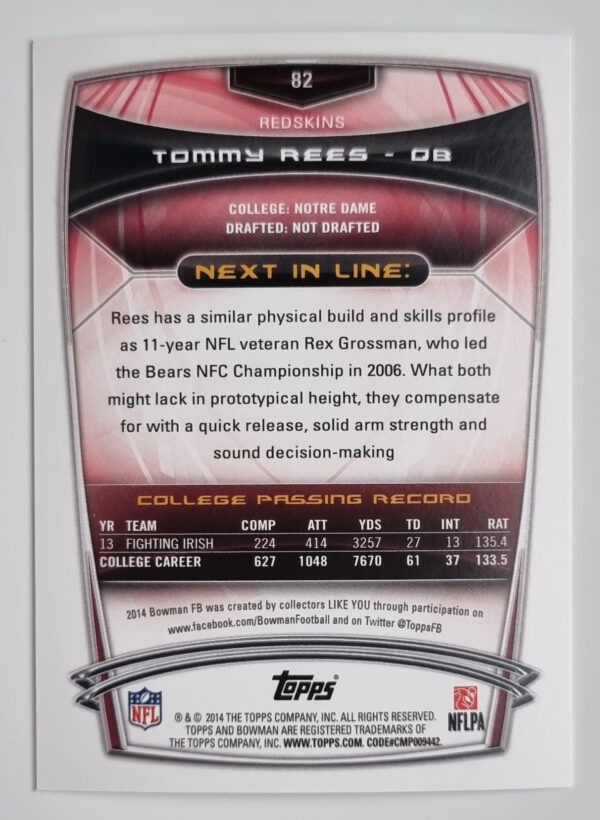 82
REDSKINS
TOMMY REES - QB
COLLEGE: NOTRE DAME
DRAFTED: NOT DRAFTED
NEXT IN LINE:
Rees has a similar physical build and skills profile
as 11-year NFL veteran Rex Grossman, who led
the Bears NFC Championship in 2006. What both
might lack in prototypical height, they compensate
for with a quick release, solid arm strength and
sound decision-making
COLLEGE PASSING RECORD
YR TEAM COMP ATT YDS TD INT RAT
13 FIGHTING IRISH 224 414 3257 27 13 135.4
COLLEGE CAREER 627 1048 7670 61 37 133.5
2014 Bowman FB was created by collectors LIKE YOU through participation on
www.facebook.com/BowmanFootball and on Twitter @ToppsFB
Topps®
NFL
NFLPA
® & © 2014 THE TOPPS COMPANY, INC. ALL RIGHTS RESERVED.
TOPPS AND BOWMAN ARE REGISTERED TRADEMARKS OF
THE TOPPS COMPANY, INC. WWW.TOPPS.COM. CODE#CMP009442.